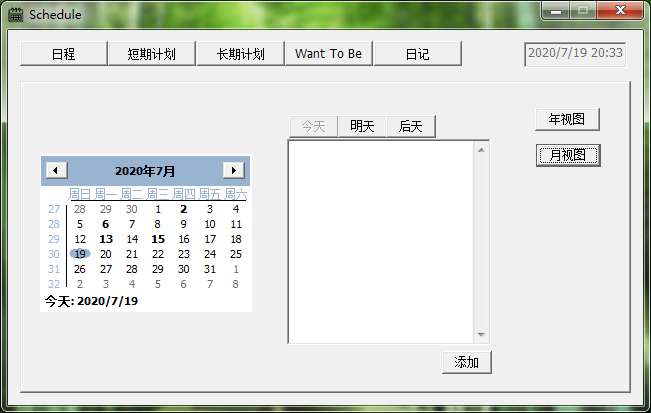 Schedule
日程 短期计划 长期计划 Want To Be 日记 2020/7/19 20:33
今天 明天 后天
年视图
月视图
2020年7月
周日 周一 周二 周三 周四 周五 周六
27 28 29 30 1 2 3 4
28 5 6 7 8 9 10 11
29 12 13 14 15 16 17 18
30 19 20 21 22 23 24 25
31 26 27 28 29 30 31 1
32 2 3 4 5 6 7 8
今天: 2020/7/19
添加